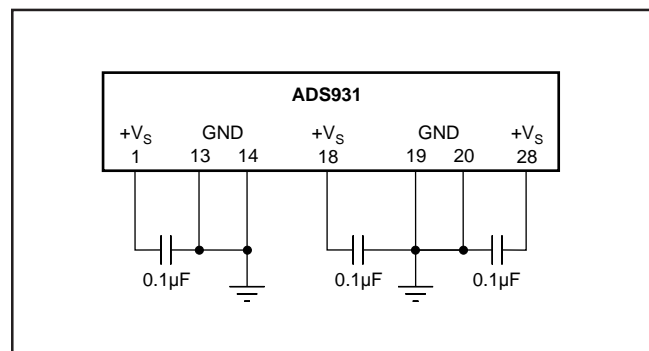 ADS931
+VS GND +VS GND +VS
1 13 14 18 19 20 28
0.1µF 0.1µF 0.1µF